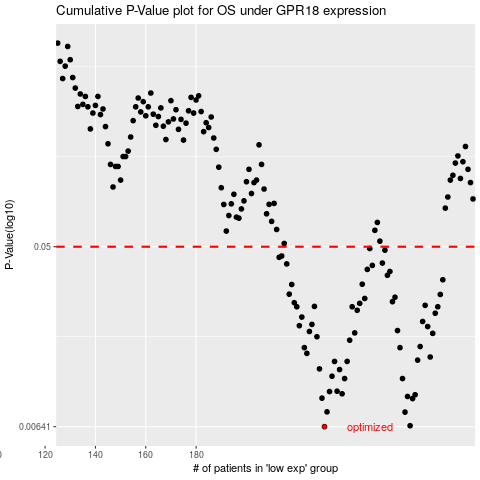 Cumulative P-Value plot for OS under GPR18 expression
P-Value(log10)
0.05
0.00641
optimized
0 120 140 160 180
# of patients in 'low exp' group